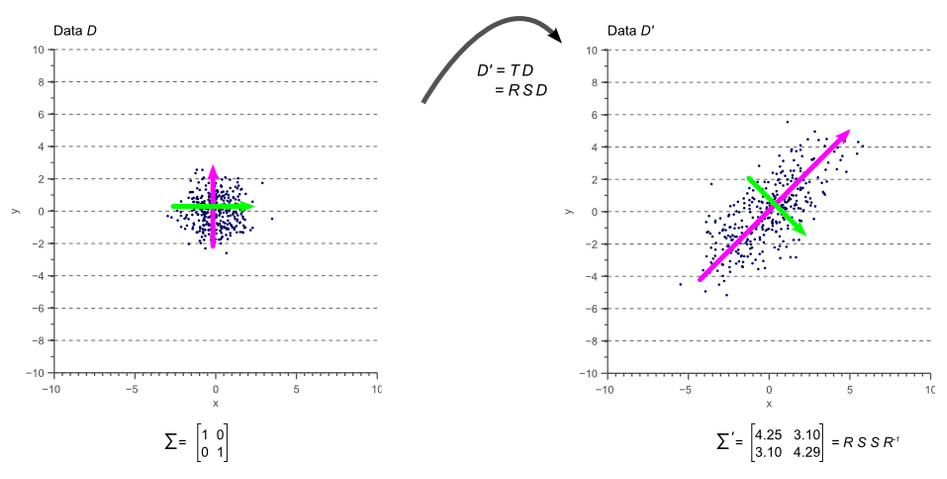 Data D
10
8
6
4
2
0
−2
−4
−6
−8
−10
y
−10 −5 0 5 10
x
D' = T D
= R S D
Data D'
10
8
6
4
2
0
−2
−4
−6
−8
−10
y
−10 −5 0 5 10
x
Σ = [1 0
0 1]
Σ' = [4.25 3.10
3.10 4.29] = R S S R⁻¹